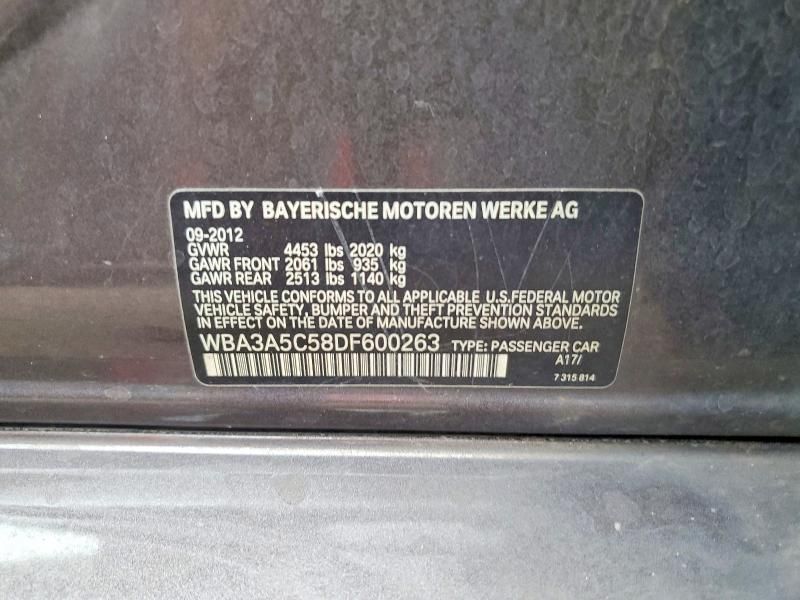 MFD BY BAYERISCHE MOTOREN WERKE AG
09-2012
GVWR 4453 lbs 2020 kg
GAWR FRONT 2061 lbs 935 kg
GAWR REAR 2513 lbs 1140 kg
THIS VEHICLE CONFORMS TO ALL APPLICABLE U.S.FEDERAL MOTOR
VEHICLE SAFETY, BUMPER AND THEFT PREVENTION STANDARDS
IN EFFECT ON THE DATE OF MANUFACTURE SHOWN ABOVE.
WBA3A5C58DF600263 TYPE: PASSENGER CAR
A17/
7 315 814